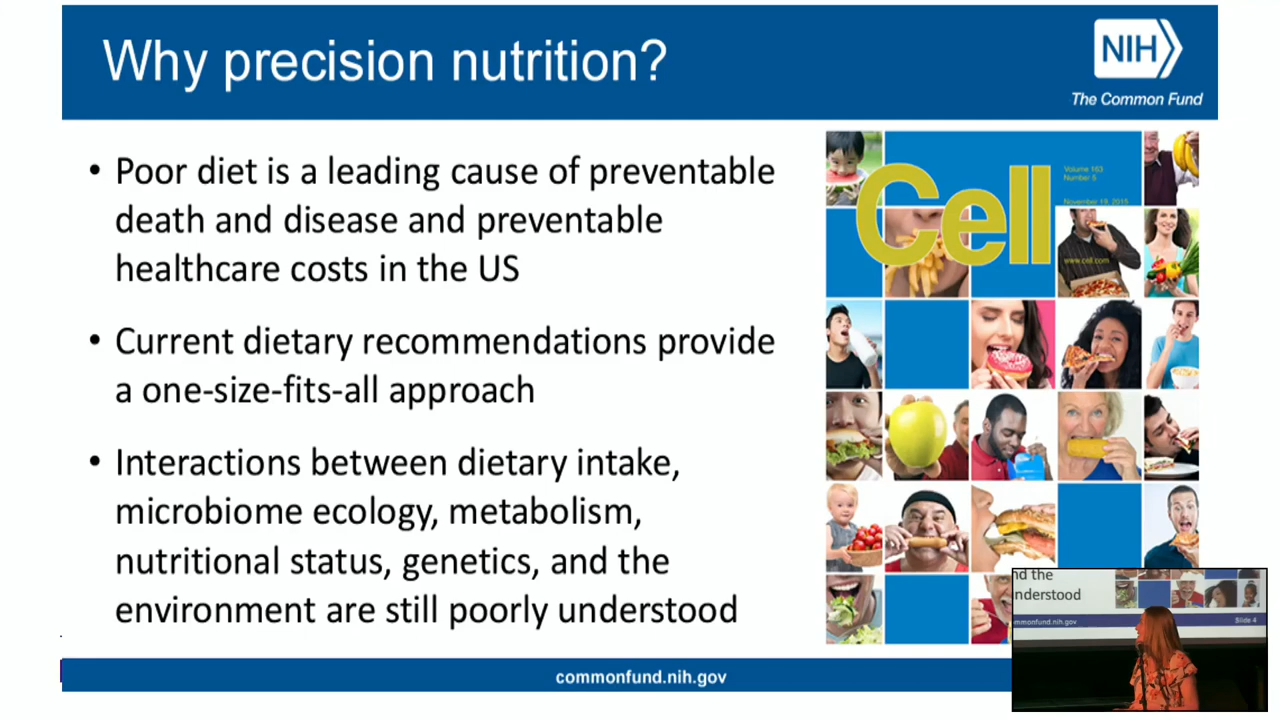 Why precision nutrition?
NIH
The Common Fund
• Poor diet is a leading cause of preventable
death and disease and preventable
healthcare costs in the US
• Current dietary recommendations provide
a one-size-fits-all approach
• Interactions between dietary intake,
microbiome ecology, metabolism,
nutritional status, genetics, and the
environment are still poorly understood
Cell
Volume 163
Number 5
November 19, 2015
www.cell.com
commonfund.nih.gov
nd the
nderstood
ommonfund.nih.gov
Slide 4